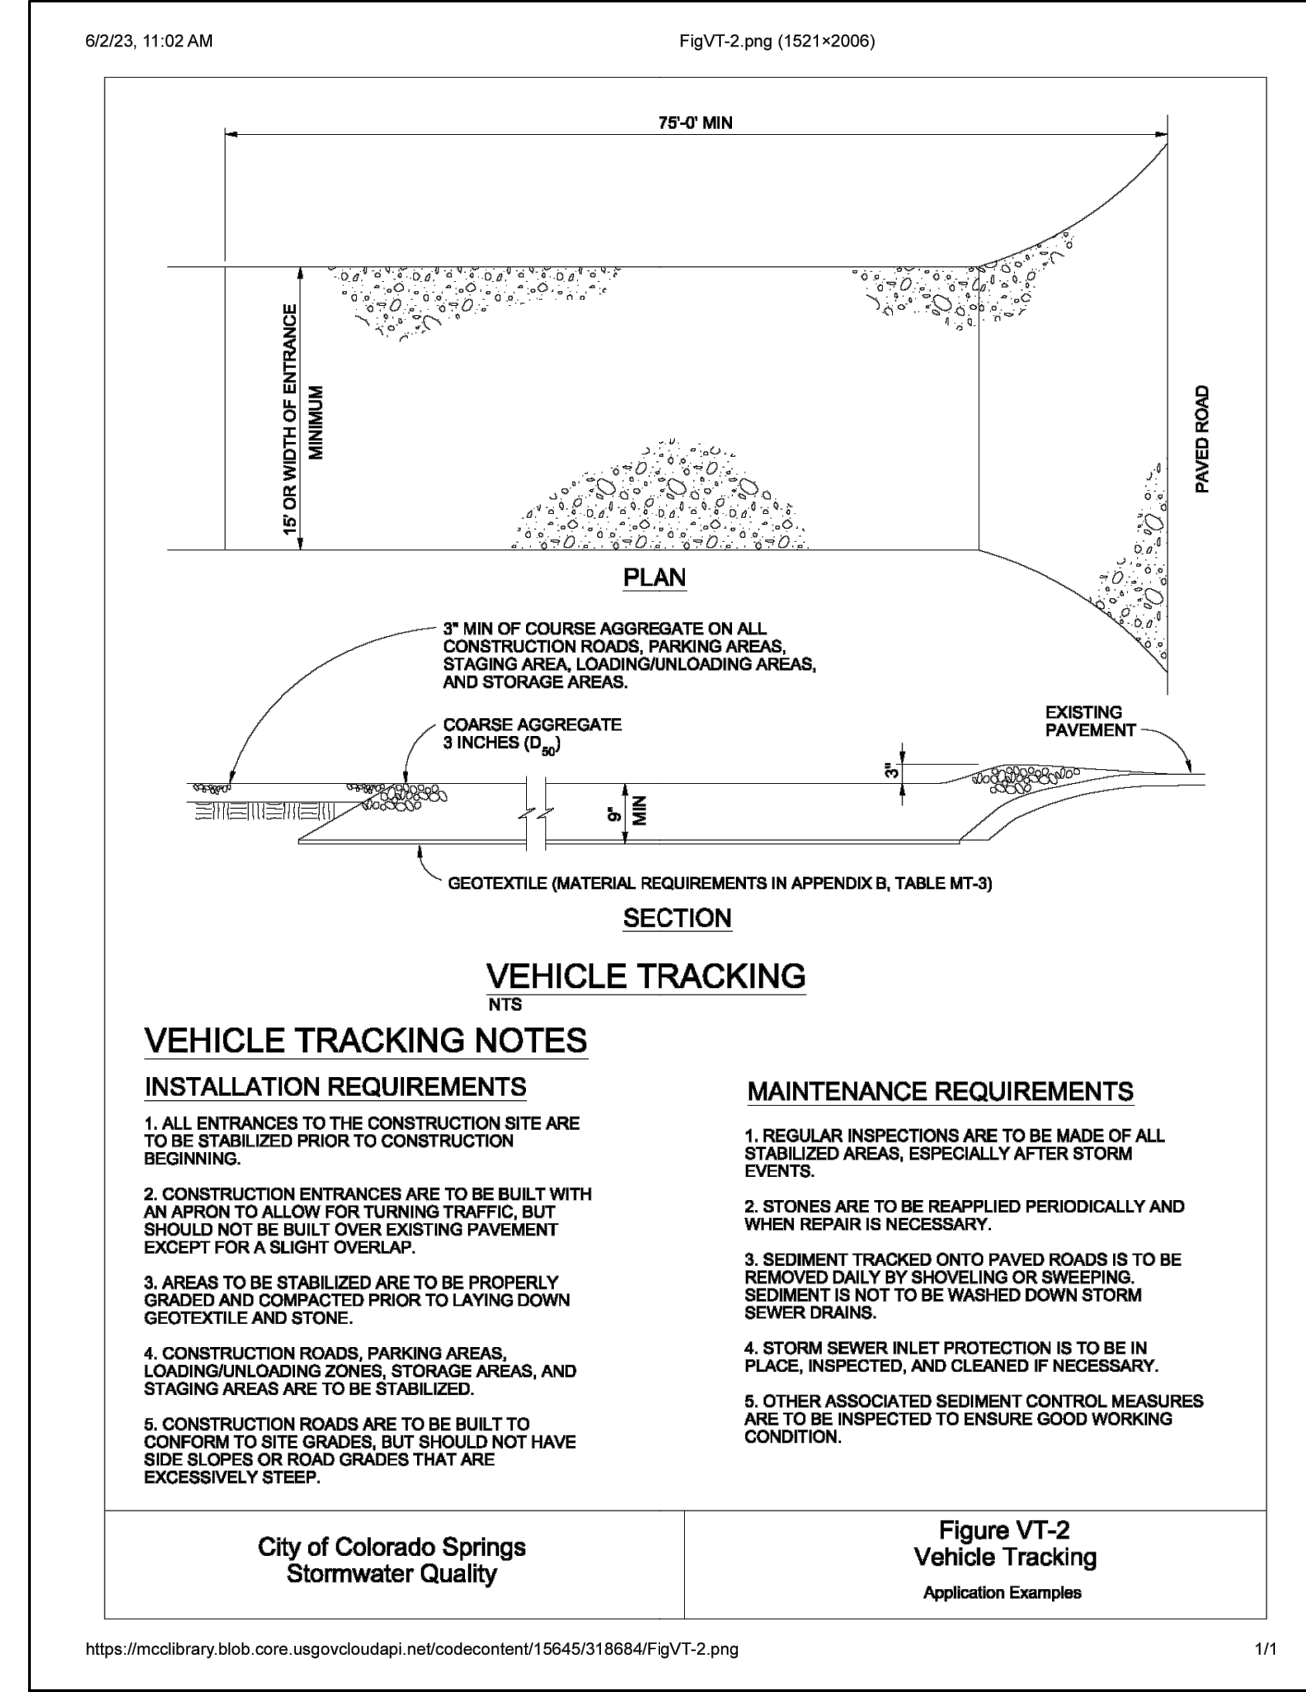 6/2/23, 11:02 AM
FigVT-2.png (1521×2006)
75'-0' MIN
15' OR WIDTH OF ENTRANCE
MINIMUM
PAVED ROAD
PLAN
3" MIN OF COURSE AGGREGATE ON ALL
CONSTRUCTION ROADS, PARKING AREAS,
STAGING AREA, LOADING/UNLOADING AREAS,
AND STORAGE AREAS.
COARSE AGGREGATE
3 INCHES (D50)
EXISTING
PAVEMENT
3"
9"
MIN
GEOTEXTILE (MATERIAL REQUIREMENTS IN APPENDIX B, TABLE MT-3)
SECTION
VEHICLE TRACKING
NTS
VEHICLE TRACKING NOTES
INSTALLATION REQUIREMENTS
1. ALL ENTRANCES TO THE CONSTRUCTION SITE ARE
TO BE STABILIZED PRIOR TO CONSTRUCTION
BEGINNING.
2. CONSTRUCTION ENTRANCES ARE TO BE BUILT WITH
AN APRON TO ALLOW FOR TURNING TRAFFIC, BUT
SHOULD NOT BE BUILT OVER EXISTING PAVEMENT
EXCEPT FOR A SLIGHT OVERLAP.
3. AREAS TO BE STABILIZED ARE TO BE PROPERLY
GRADED AND COMPACTED PRIOR TO LAYING DOWN
GEOTEXTILE AND STONE.
4. CONSTRUCTION ROADS, PARKING AREAS,
LOADING/UNLOADING ZONES, STORAGE AREAS, AND
STAGING AREAS ARE TO BE STABILIZED.
5. CONSTRUCTION ROADS ARE TO BE BUILT TO
CONFORM TO SITE GRADES, BUT SHOULD NOT HAVE
SIDE SLOPES OR ROAD GRADES THAT ARE
EXCESSIVELY STEEP.
MAINTENANCE REQUIREMENTS
1. REGULAR INSPECTIONS ARE TO BE MADE OF ALL
STABILIZED AREAS, ESPECIALLY AFTER STORM
EVENTS.
2. STONES ARE TO BE REAPPLIED PERIODICALLY AND
WHEN REPAIR IS NECESSARY.
3. SEDIMENT TRACKED ONTO PAVED ROADS IS TO BE
REMOVED DAILY BY SHOVELING OR SWEEPING.
SEDIMENT IS NOT TO BE WASHED DOWN STORM
SEWER DRAINS.
4. STORM SEWER INLET PROTECTION IS TO BE IN
PLACE, INSPECTED, AND CLEANED IF NECESSARY.
5. OTHER ASSOCIATED SEDIMENT CONTROL MEASURES
ARE TO BE INSPECTED TO ENSURE GOOD WORKING
CONDITION.
City of Colorado Springs
Stormwater Quality
Figure VT-2
Vehicle Tracking
Application Examples
https://mcclibrary.blob.core.usgovcloudapi.net/codecontent/15645/318684/FigVT-2.png
1/1